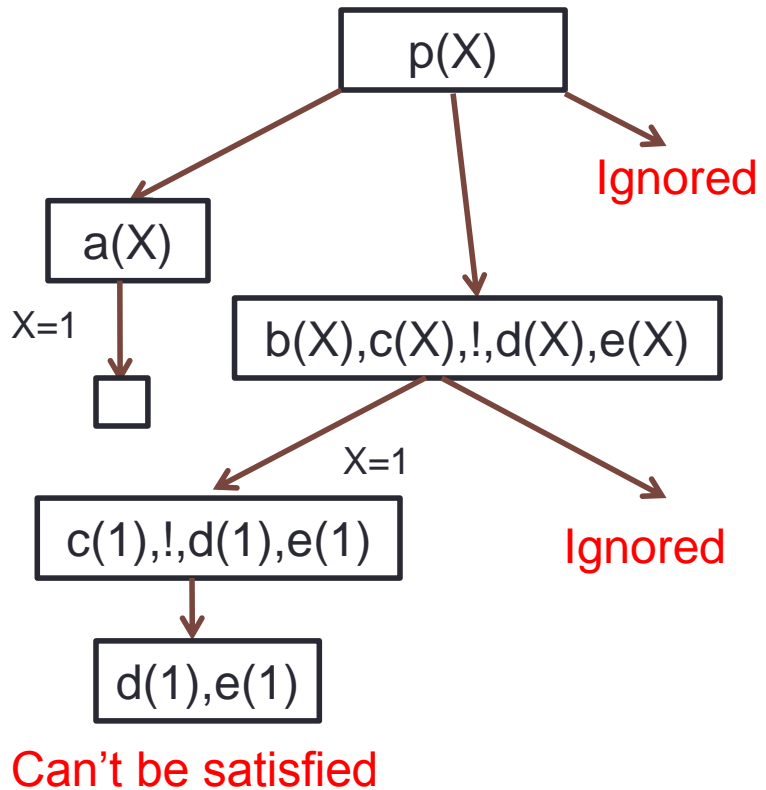 p(X)
Ignored
a(X)
X=1
b(X),c(X),!,d(X),e(X)
X=1
c(1),!,d(1),e(1)
Ignored
d(1),e(1)
Can't be satisfied